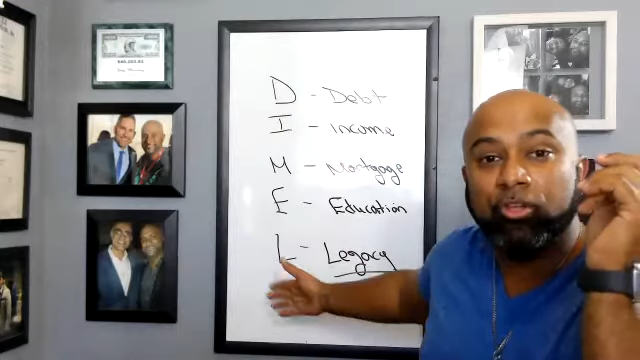 D - Debt
I - Income
M - Mortgage
E - Education
L - Legacy